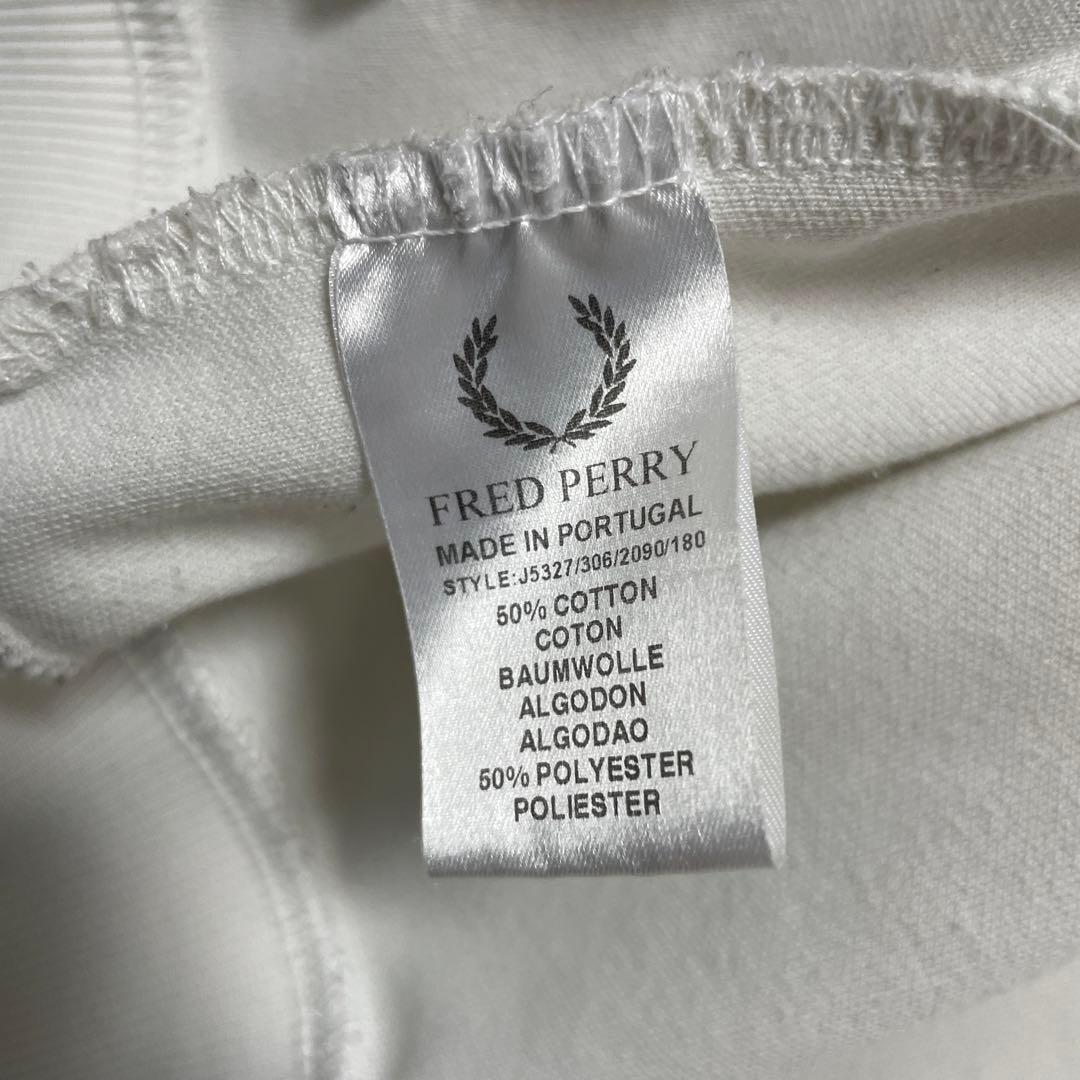 FRED PERRY
MADE IN PORTUGAL
STYLE:J5327/306/2090/180
50% COTTON
COTON
BAUMWOLLE
ALGODON
ALGODAO
50% POLYESTER
POLIESTER